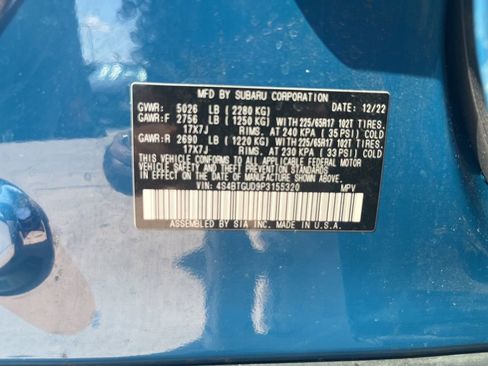 MFD BY SUBARU CORPORATION DATE: 12/22
GVWR: 5026 LB ( 2280 KG)
GAWR:F 2756 LB ( 1250 KG) WITH 225/65R17 102T TIRES,
17X7J RIMS, AT 240 KPA ( 35 PSI) COLD
GAWR:R 2690 LB ( 1220 KG) WITH 225/65R17 102T TIRES,
17X7J RIMS, AT 230 KPA ( 33 PSI) COLD
THIS VEHICLE CONFORMS TO ALL APPLICABLE FEDERAL MOTOR
VEHICLE SAFETY AND THEFT PREVENTION STANDARDS
IN EFFECT ON THE DATE OF MANUFACTURE SHOWN ABOVE.
VIN: 4S4BTGUD9P3155320 MPV
ASSEMBLED BY SIA INC. MADE IN U.S.A.